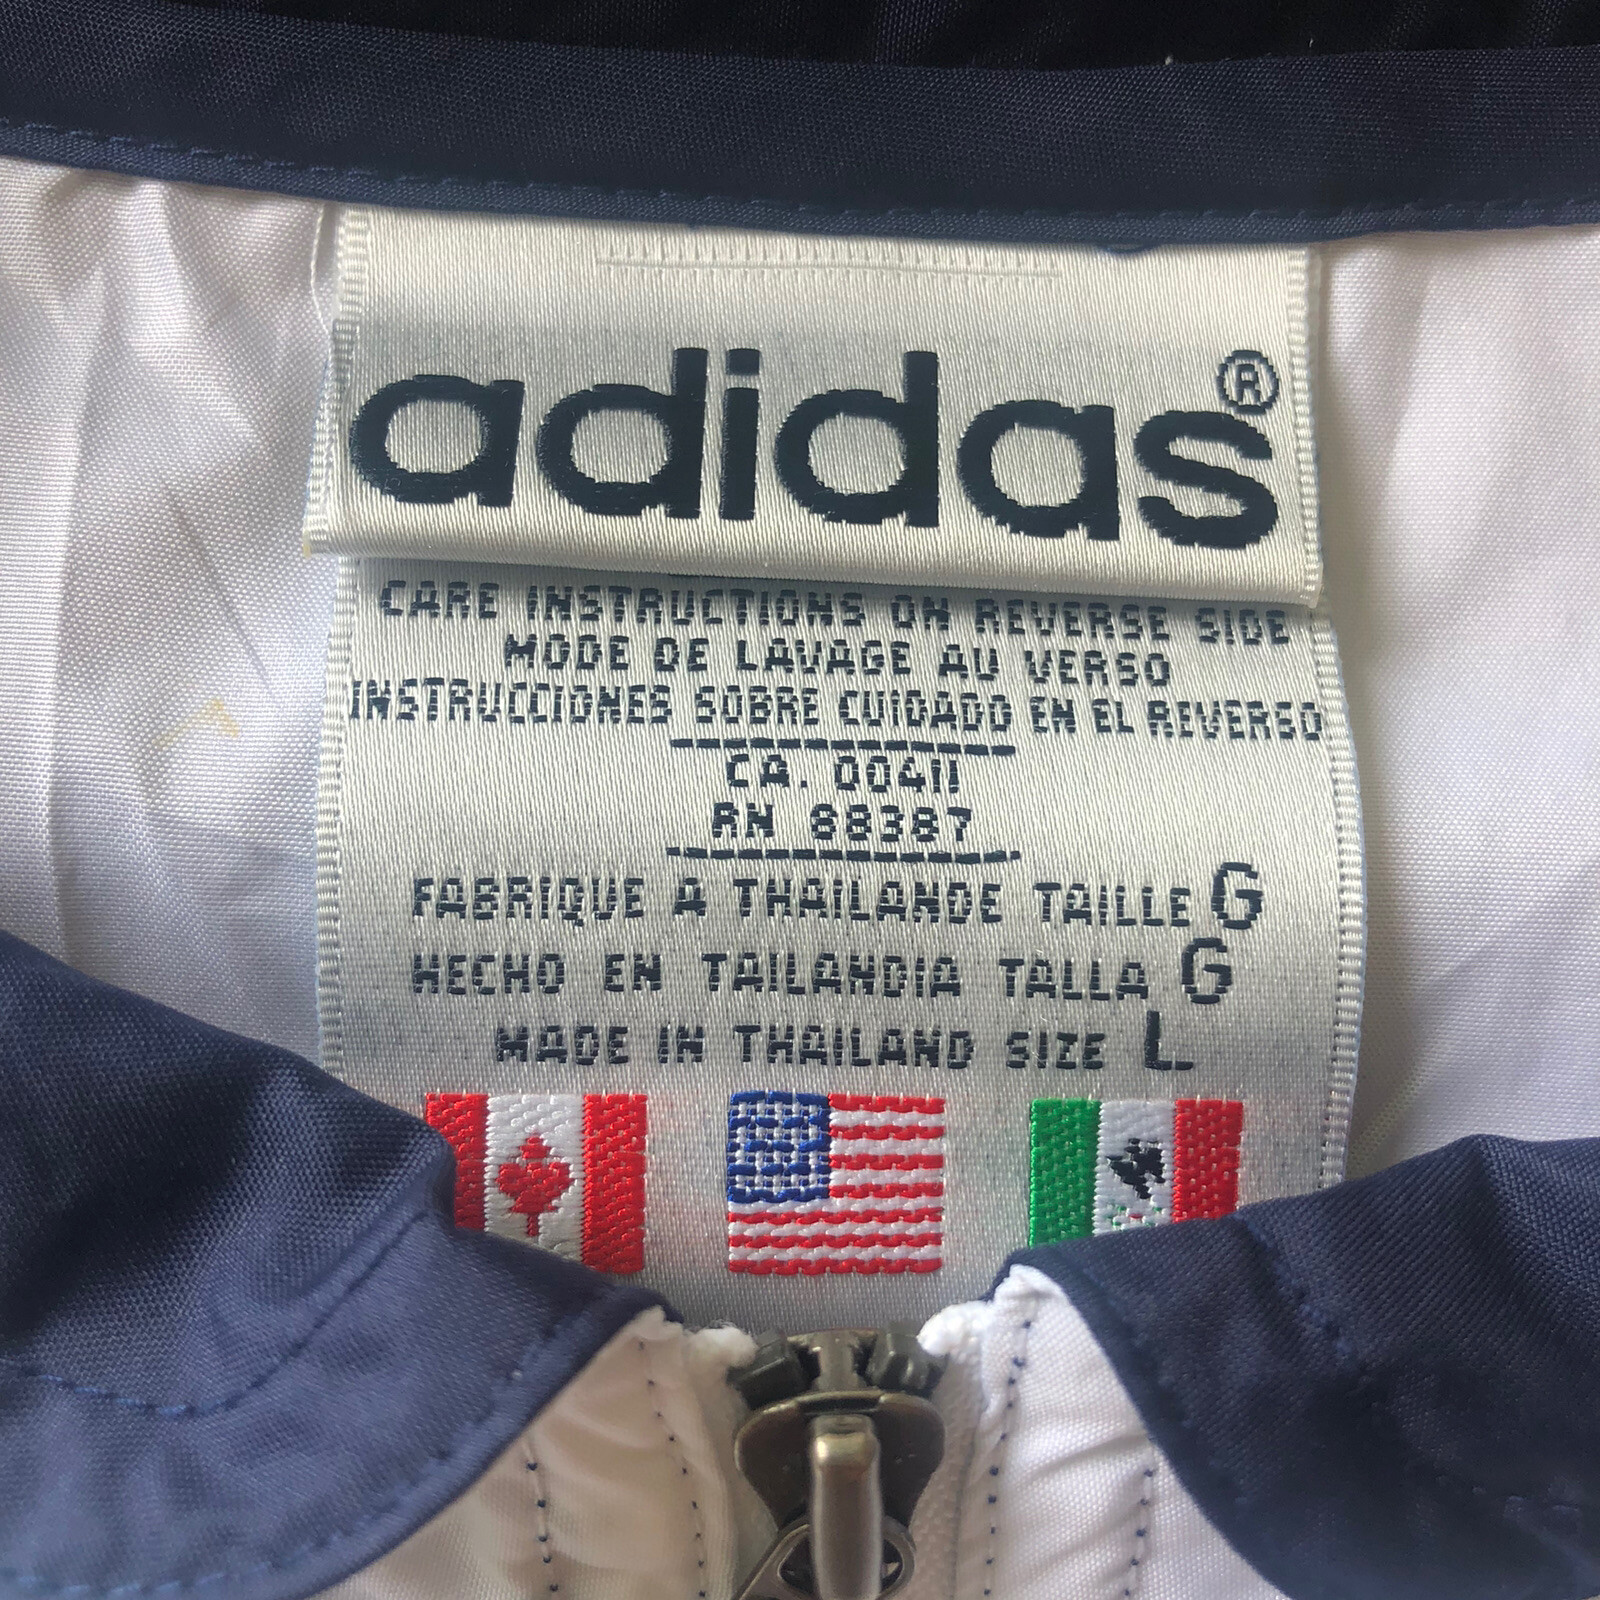 adidas®
CARE INSTRUCTIONS ON REVERSE SIDE
MODE DE LAVAGE AU VERSO
INSTRUCCIONES SOBRE CUIDADO EN EL REVERSO
CA. 00411
RN 88387
FABRIQUE A THAILANDE TAILLE G
HECHO EN TAILANDIA TALLA G
MADE IN THAILAND SIZE L